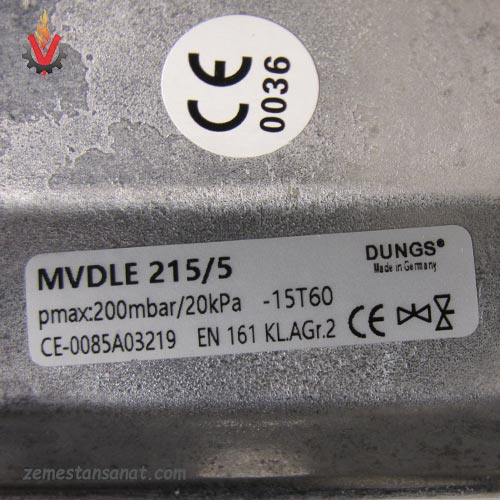 CE
0036
DUNGS®
Made in Germany
MVDLE 215/5
pmax:200mbar/20kPa -15T60
CE-0085A03219 EN 161 KL.AGr.2 CE
zemestansanat.com